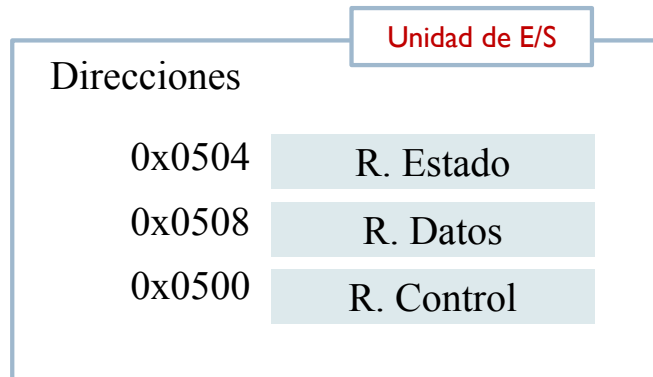 Unidad de E/S
Direcciones
0x0504 R. Estado
0x0508 R. Datos
0x0500 R. Control